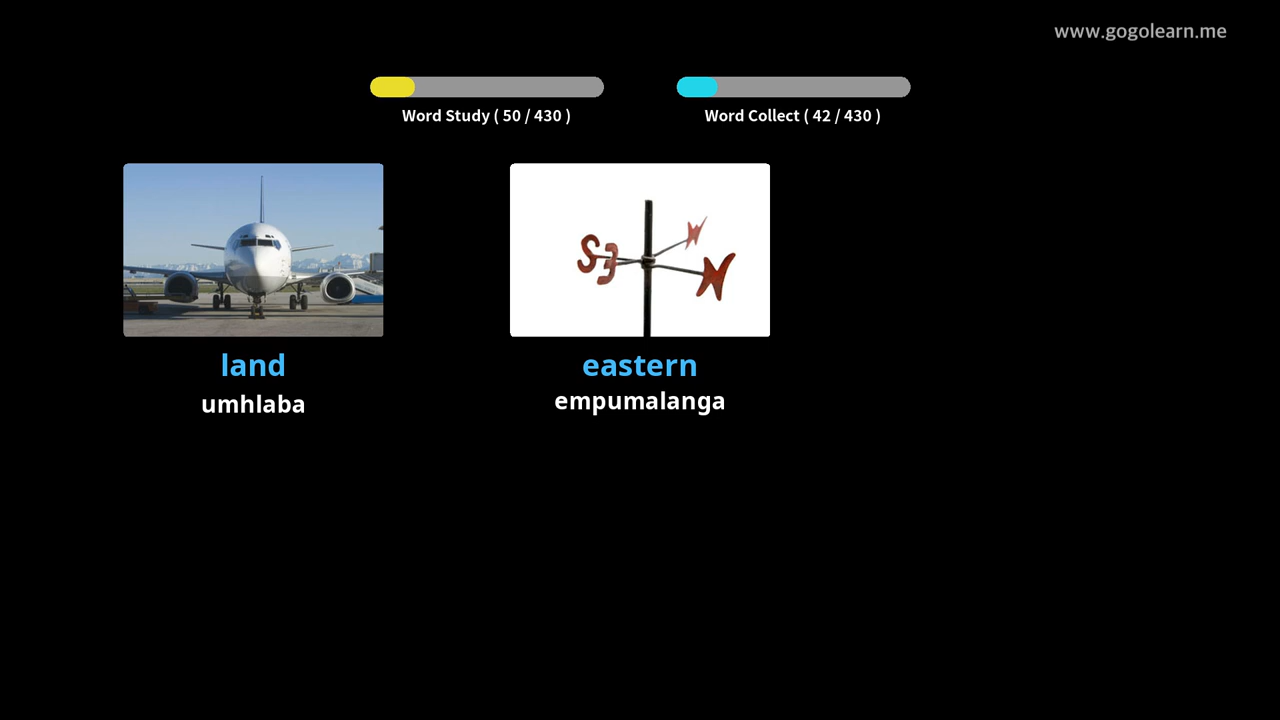 www.gogolearn.me
Word Study ( 50 / 430 )
Word Collect ( 42 / 430 )
S
E
N
W
land
umhlaba
eastern
empumalanga